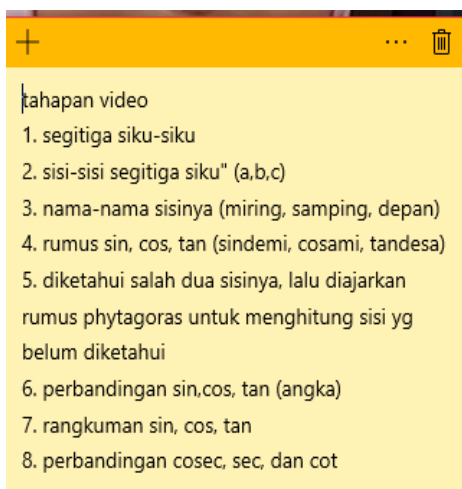 tahapan video
1. segitiga siku-siku
2. sisi-sisi segitiga siku" (a,b,c)
3. nama-nama sisinya (miring, samping, depan)
4. rumus sin, cos, tan (sindemi, cosami, tandesa)
5. diketahui salah dua sisinya, lalu diajarkan
rumus phytagoras untuk menghitung sisi yg
belum diketahui
6. perbandingan sin,cos, tan (angka)
7. rangkuman sin, cos, tan
8. perbandingan cosec, sec, dan cot